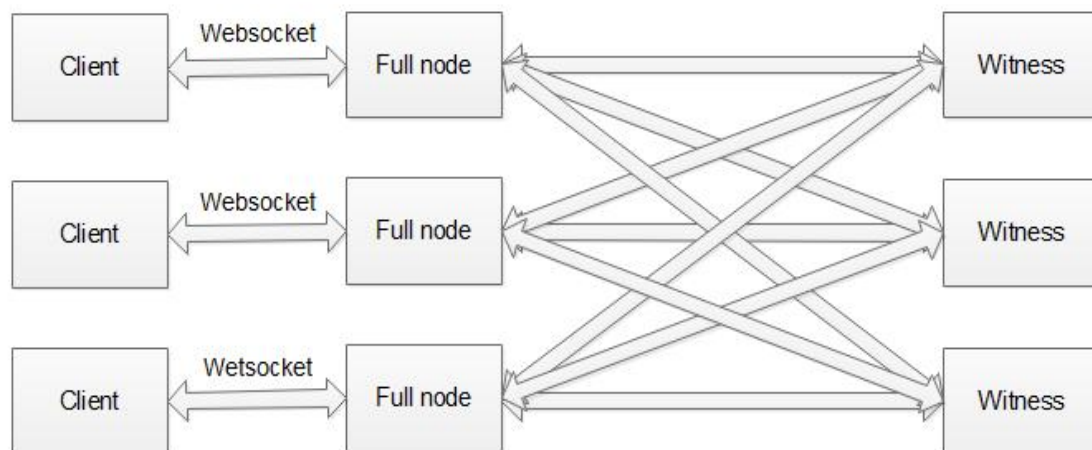 Websocket
Client
Full node
Witness
Websocket
Client
Full node
Witness
Wetsocket
Client
Full node
Witness